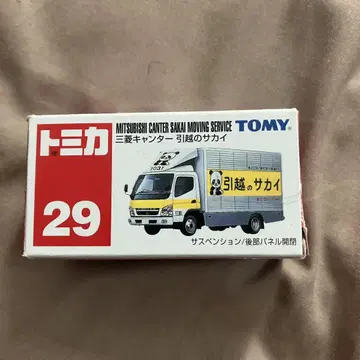 トミカ
29
MITSUBISHI CANTER SAKAI MOVING SERVICE
TOMY
三菱キャンター 引越のサカイ
引越のサカイ
サスペンション/後部パネル開閉